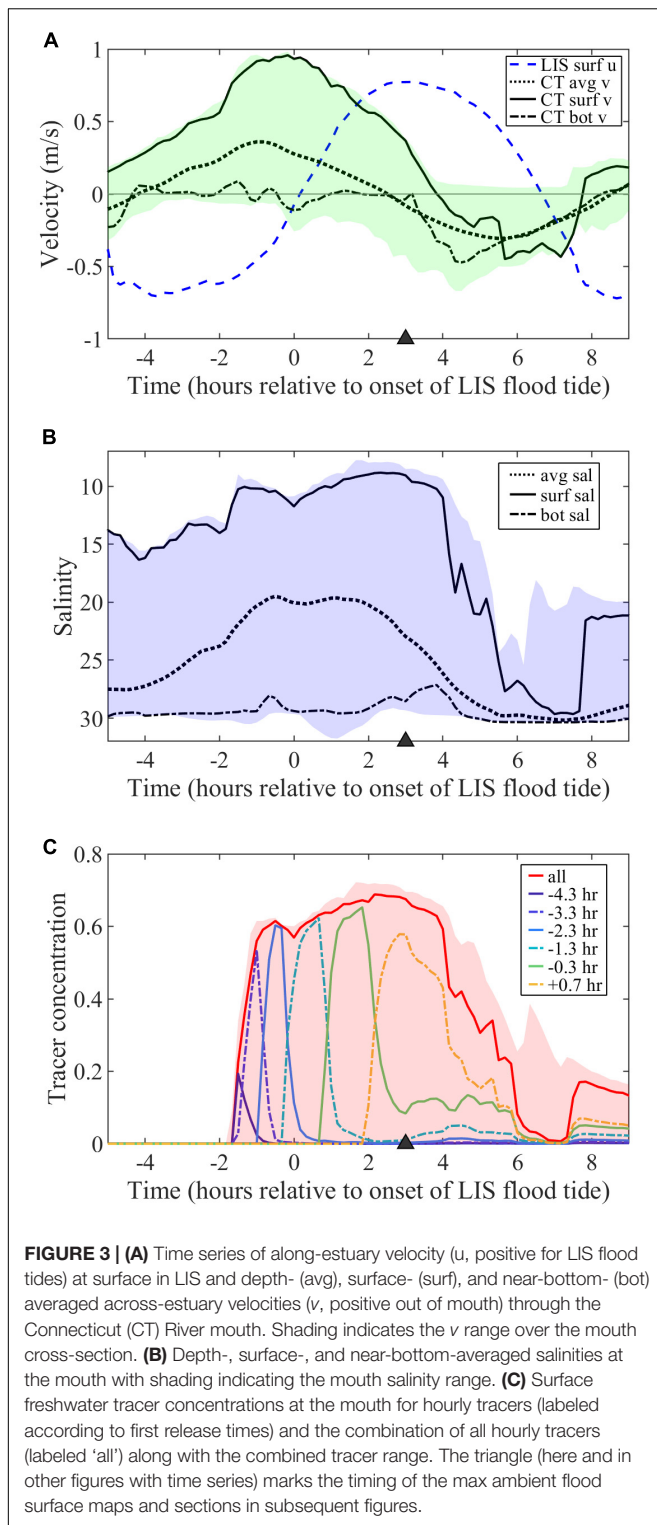 A
1
0.5
0
-0.5
-1
Velocity (m/s)
LIS surf u
CT avg v
CT surf v
CT bot v
-4 -2 0 2 4 6 8
Time (hours relative to onset of LIS flood tide)
B
10
15
20
25
30
Salinity
avg sal
surf sal
bot sal
-4 -2 0 2 4 6 8
Time (hours relative to onset of LIS flood tide)
C
0.8
0.6
0.4
0.2
0
Tracer concentration
all
-4.3 hr
-3.3 hr
-2.3 hr
-1.3 hr
-0.3 hr
+0.7 hr
-4 -2 0 2 4 6 8
Time (hours relative to onset of LIS flood tide)
FIGURE 3 | (A) Time series of along-estuary velocity (u, positive for LIS flood
tides) at surface in LIS and depth- (avg), surface- (surf), and near-bottom- (bot)
averaged across-estuary velocities (v, positive out of mouth) through the
Connecticut (CT) River mouth. Shading indicates the v range over the mouth
cross-section. (B) Depth-, surface-, and near-bottom-averaged salinities at
the mouth with shading indicating the mouth salinity range. (C) Surface
freshwater tracer concentrations at the mouth for hourly tracers (labeled
according to first release times) and the combination of all hourly tracers
(labeled ‘all’) along with the combined tracer range. The triangle (here and in
other figures with time series) marks the timing of the max ambient flood
surface maps and sections in subsequent figures.